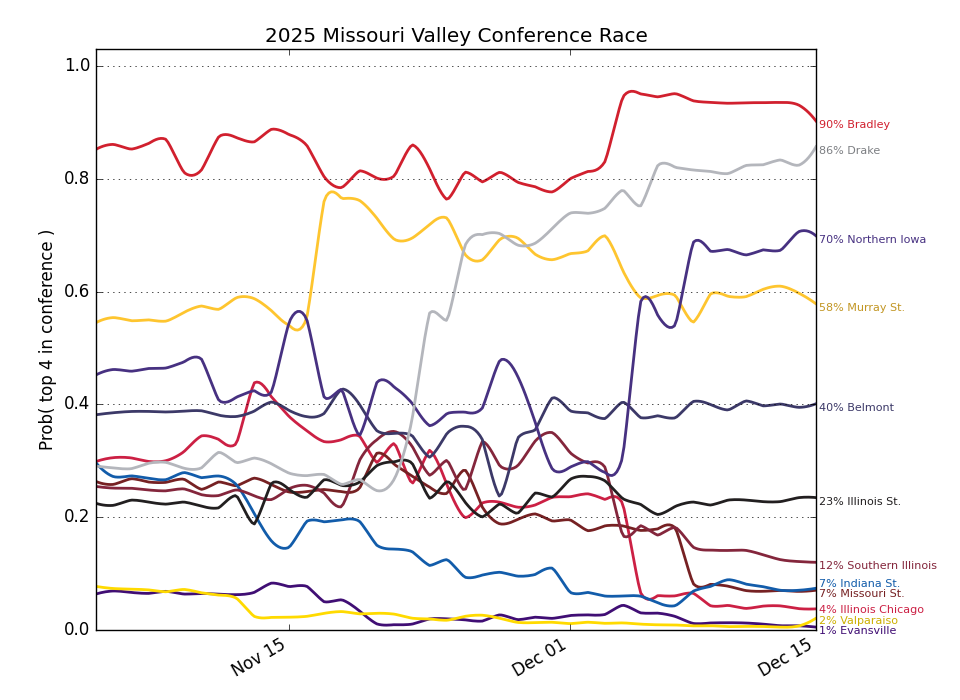 2025 Missouri Valley Conference Race
Prob( top 4 in conference )
1.0
0.8
0.6
0.4
0.2
0.0
Nov 15
Dec 01
Dec 15
90% Bradley
86% Drake
70% Northern Iowa
58% Murray St.
40% Belmont
23% Illinois St.
12% Southern Illinois
7% Indiana St.
7% Missouri St.
4% Illinois Chicago
2% Valparaiso
1% Evansville